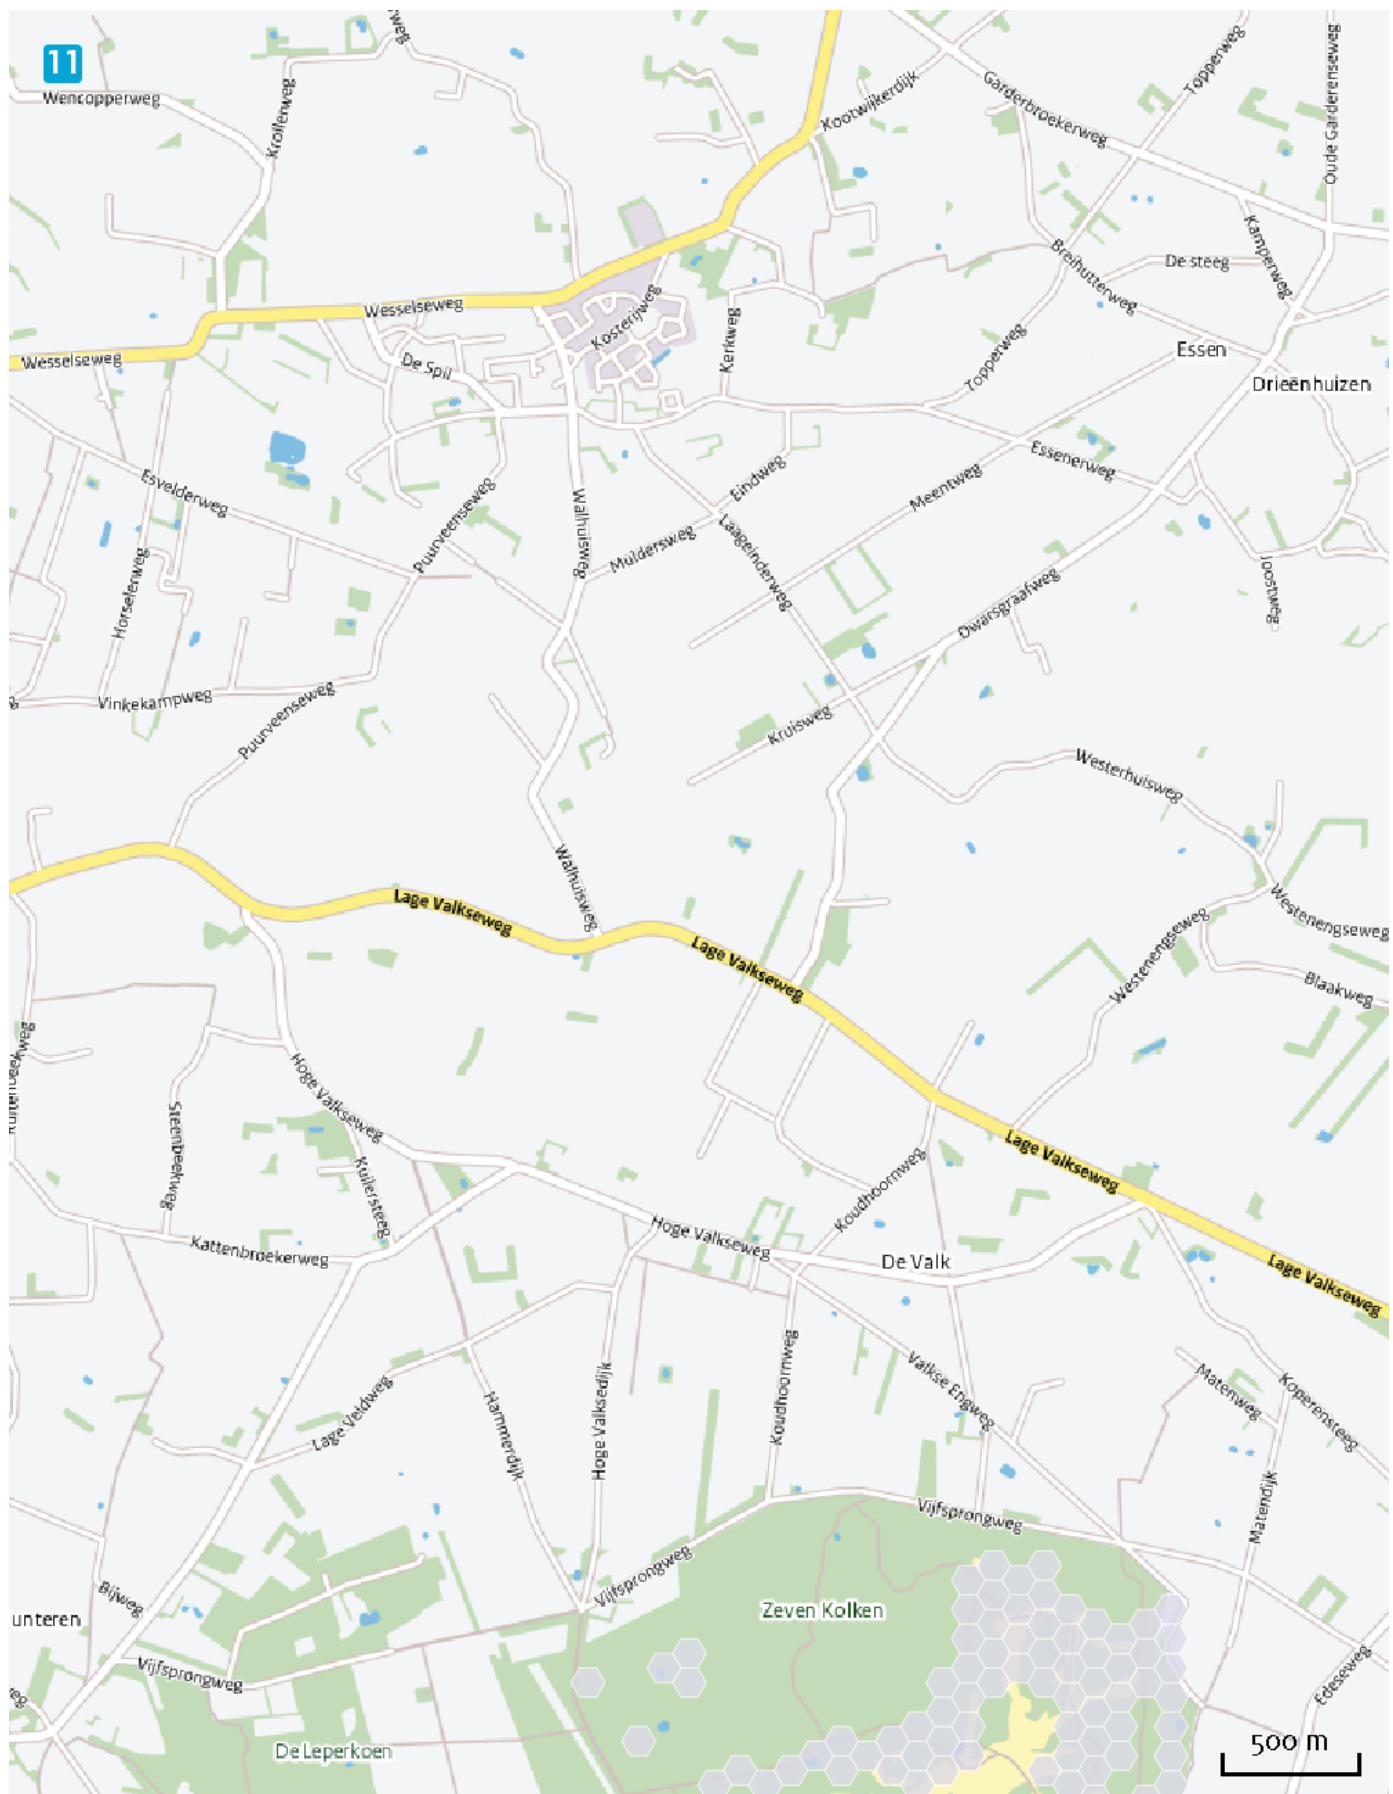 11
Wencopperweg
Krollerweg
Kootwijkerdijk
Garderbroekerweg
Topperweg
Oude Garderenseweg
Kamperweg
De steeg
Breihutterweg
Wesselseweg
Kosterijweg
Kerkweg
Topperweg
Essen
Wesselseweg
De Spil
Drieënhuizen
Esvelderweg
Puurveenseweg
Walhuisweg
Eindweg
Meentweg
Essenerweg
Horselerweg
Muldersweg
Laageinderweg
Dwarsgraafweg
Joostweg
Vinkekampweg
Puurveenseweg
Kruisweg
Westerhuisweg
Walhuisweg
Lage Valkseweg
Lage Valkseweg
Westenengseweg
Westenengseweg
Blaakweg
Hoge Valkseweg
Steenbeekweg
Kuilersteeg
Koudhoornweg
Lage Valkseweg
Kattenbroekerweg
Hoge Valkseweg
De Valk
Lage Valkseweg
Lage Veldweg
Hammerdijk
Hoge Valksedijk
Koudhoornweg
Valkse Engweg
Matenweg
Koperensteeg
Matendijk
Vijfsprongweg
Bijweg
Vijfsprongweg
unteren
Zeven Kolken
Vijfsprongweg
Edeseweg
De Leperkoen
500 m